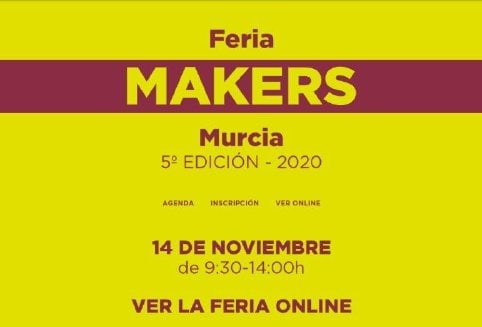 Feria
MAKERS
Murcia
5º EDICIÓN - 2020
AGENDA INSCRIPCIÓN VER ONLINE
14 DE NOVIEMBRE
de 9:30-14:00h
VER LA FERIA ONLINE